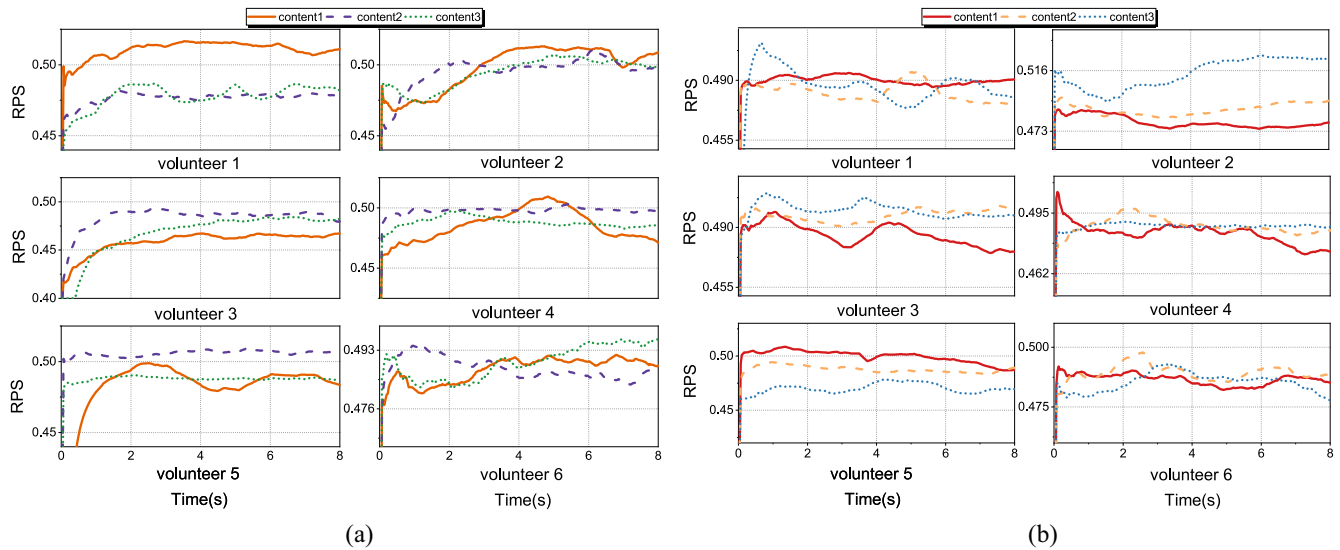 content1 content2 content3
content1 content2 content3
RPS
0.50
0.45
volunteer 1
0.50
0.45
volunteer 2
RPS
0.50
0.45
0.40
volunteer 3
0.50
0.45
volunteer 4
RPS
0.50
0.45
0 2 4 6 8
volunteer 5
Time(s)
0.493
0.476
0 2 4 6 8
volunteer 6
Time(s)
(a)
RPS
0.490
0.455
volunteer 1
0.516
0.473
volunteer 2
RPS
0.490
0.455
volunteer 3
0.495
0.462
volunteer 4
RPS
0.50
0.45
0 2 4 6 8
volunteer 5
Time(s)
0.500
0.475
0 2 4 6 8
volunteer 6
Time(s)
(b)